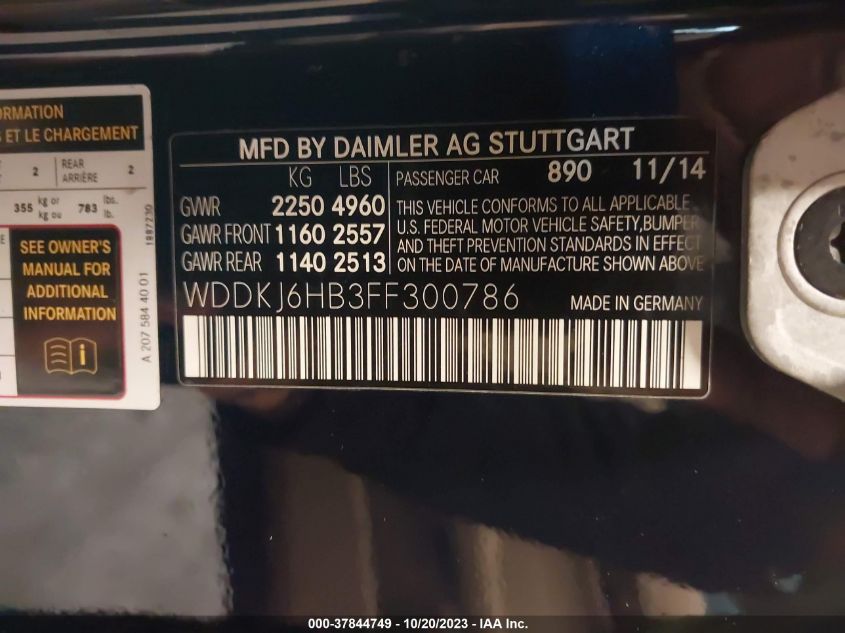 ORMATION
S ET LE CHARGEMENT
2 REAR ARRIÈRE 2
355 kg or kg ou 783 lbs. lb.
SEE OWNER'S
MANUAL FOR
ADDITIONAL
INFORMATION
A 207 584 40 01
1987230
MFD BY DAIMLER AG STUTTGART
KG LBS PASSENGER CAR 890 11/14
GVWR 2250 4960
GAWR FRONT 1160 2557
GAWR REAR 1140 2513
THIS VEHICLE CONFORMS TO ALL APPLICABLE
U.S. FEDERAL MOTOR VEHICLE SAFETY, BUMPER
AND THEFT PREVENTION STANDARDS IN EFFECT
ON THE DATE OF MANUFACTURE SHOWN ABOVE
WDDKJ6HB3FF300786 MADE IN GERMANY
000-37844749 - 10/20/2023 - IAA Inc.